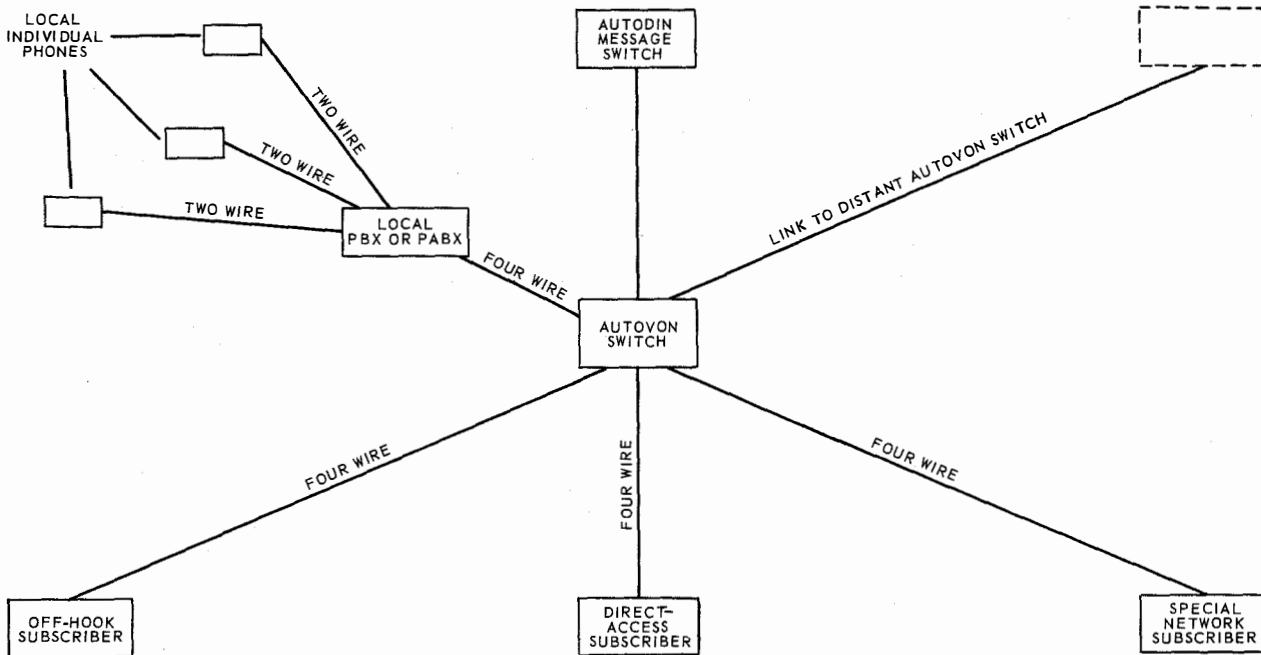 LOCAL
INDIVIDUAL
PHONES
AUTODIN
MESSAGE
SWITCH
TWO WIRE
TWO WIRE
TWO WIRE
LOCAL
PBX OR PABX
LINK TO DISTANT AUTOVON SWITCH
FOUR WIRE
AUTOVON
SWITCH
FOUR WIRE
FOUR WIRE
FOUR WIRE
OFF-HOOK
SUBSCRIBER
DIRECT-
ACCESS
SUBSCRIBER
SPECIAL
NETWORK
SUBSCRIBER